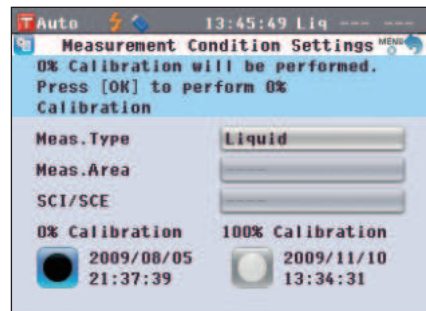 Auto 13:45:49 Liq --- ---
Measurement Condition Settings MENU
0% Calibration will be performed.
Press [OK] to perform 0%
Calibration
Meas.Type Liquid
Meas.Area ----
SCI/SCE ----
0% Calibration 100% Calibration
2009/08/05 2009/11/10
21:37:39 13:34:31